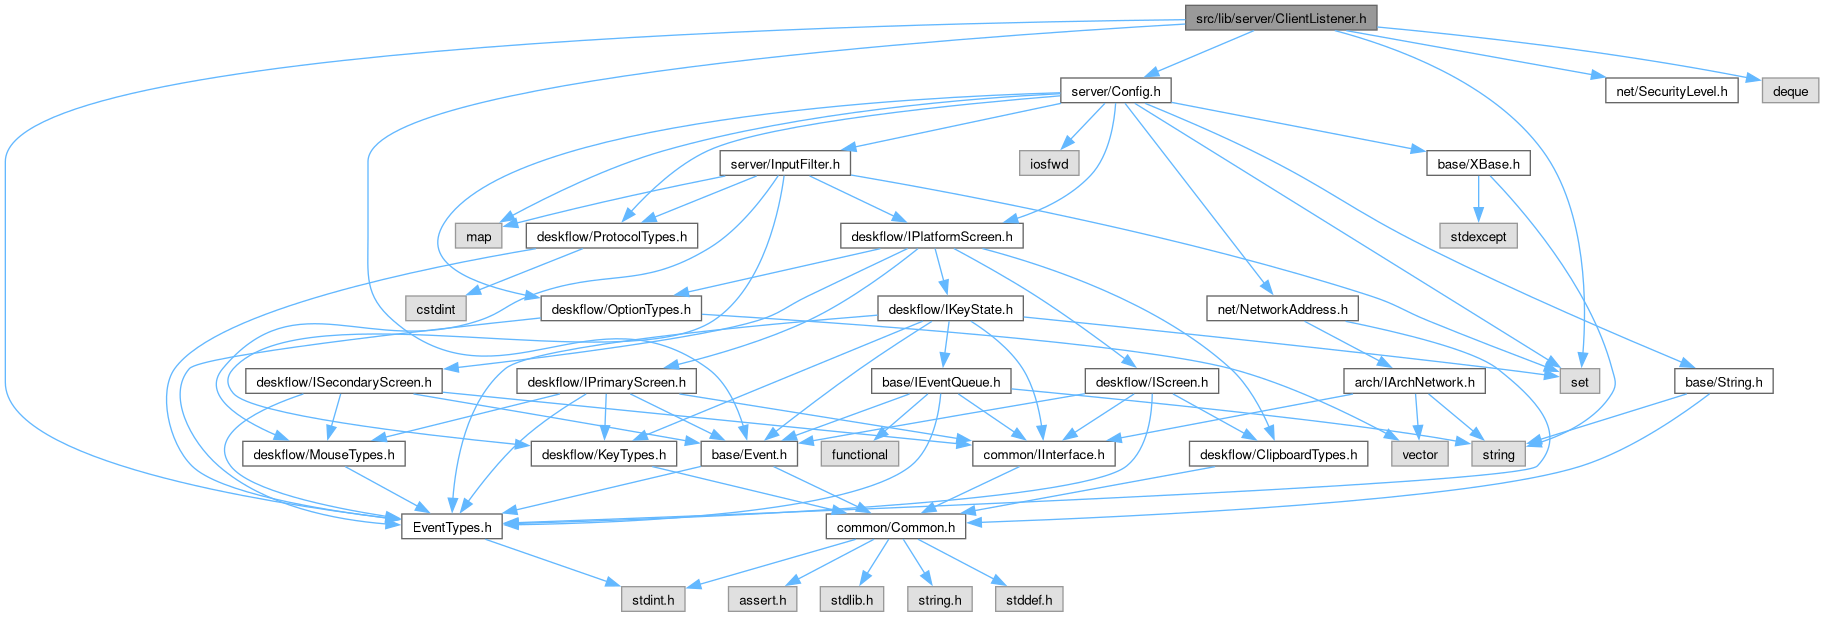 src/lib/server/ClientListener.h
server/Config.h
net/SecurityLevel.h
deque
server/InputFilter.h
iosfwd
base/XBase.h
map
deskflow/ProtocolTypes.h
deskflow/IPlatformScreen.h
stdexcept
cstdint
deskflow/OptionTypes.h
deskflow/IKeyState.h
net/NetworkAddress.h
deskflow/ISecondaryScreen.h
deskflow/IPrimaryScreen.h
base/IEventQueue.h
deskflow/IScreen.h
arch/IArchNetwork.h
set
base/String.h
deskflow/MouseTypes.h
deskflow/KeyTypes.h
base/Event.h
functional
common/IInterface.h
deskflow/ClipboardTypes.h
vector
string
EventTypes.h
common/Common.h
stdint.h
assert.h
stdlib.h
string.h
stddef.h